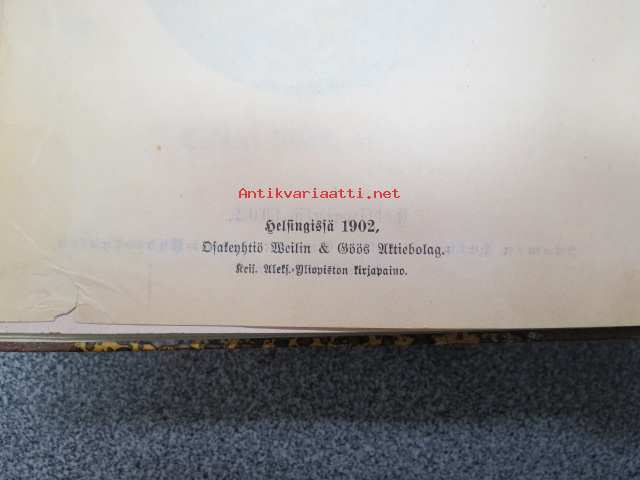 Antikvariaatti.net
Helsingissä 1902,
Osakeyhtiö Weilin & Göös Aktiebolag.
Keis. Aleks.-Yliopiston kirjapaino.